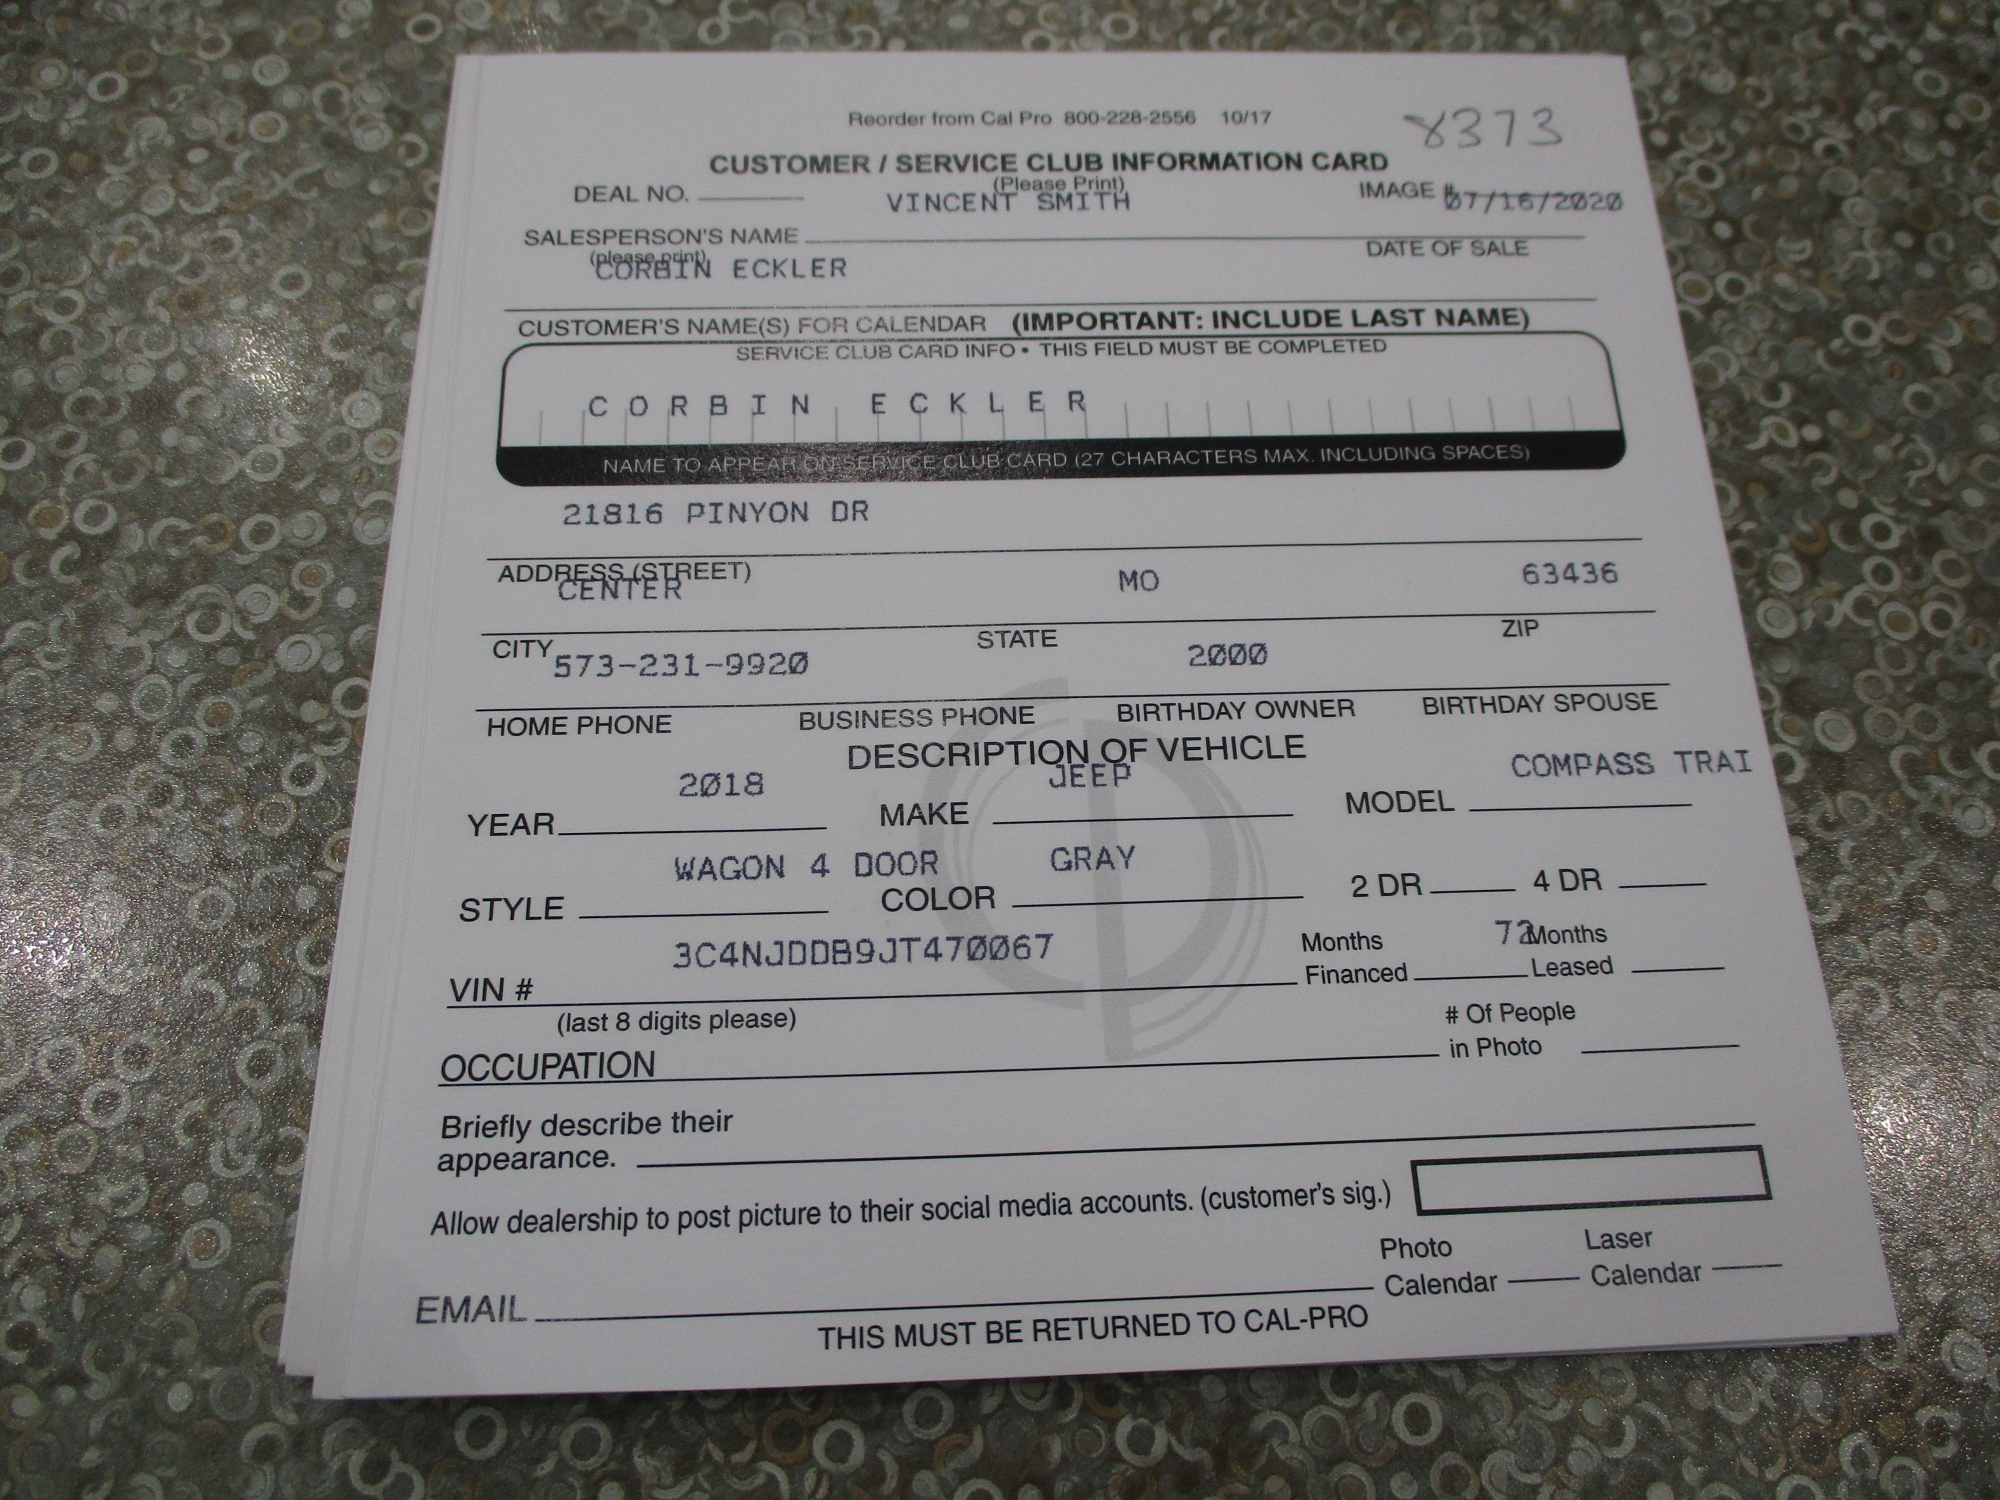 Reorder from Cal Pro 800-228-2556 10/17
8373
CUSTOMER / SERVICE CLUB INFORMATION CARD
(Please Print)
DEAL NO. VINCENT SMITH IMAGE # 07/16/2020
SALESPERSON'S NAME DATE OF SALE
(please print)
CORBIN ECKLER
CUSTOMER'S NAME(S) FOR CALENDAR (IMPORTANT: INCLUDE LAST NAME)
SERVICE CLUB CARD INFO • THIS FIELD MUST BE COMPLETED
CORBIN ECKLER
NAME TO APPEAR ON SERVICE CLUB CARD (27 CHARACTERS MAX. INCLUDING SPACES)
21816 PINYON DR
ADDRESS (STREET)
CENTER MO 63436
CITY STATE ZIP
573-231-9920 2000
HOME PHONE BUSINESS PHONE BIRTHDAY OWNER BIRTHDAY SPOUSE
DESCRIPTION OF VEHICLE
2018 JEEP COMPASS TRAI
YEAR MAKE MODEL
WAGON 4 DOOR GRAY
STYLE COLOR 2 DR 4 DR
3C4NJDDB9JT470067 Months 72 Months
VIN # Financed Leased
(last 8 digits please) # Of People
OCCUPATION in Photo
Briefly describe their
appearance.
Allow dealership to post picture to their social media accounts. (customer's sig.)
Photo Laser
EMAIL Calendar Calendar
THIS MUST BE RETURNED TO CAL-PRO